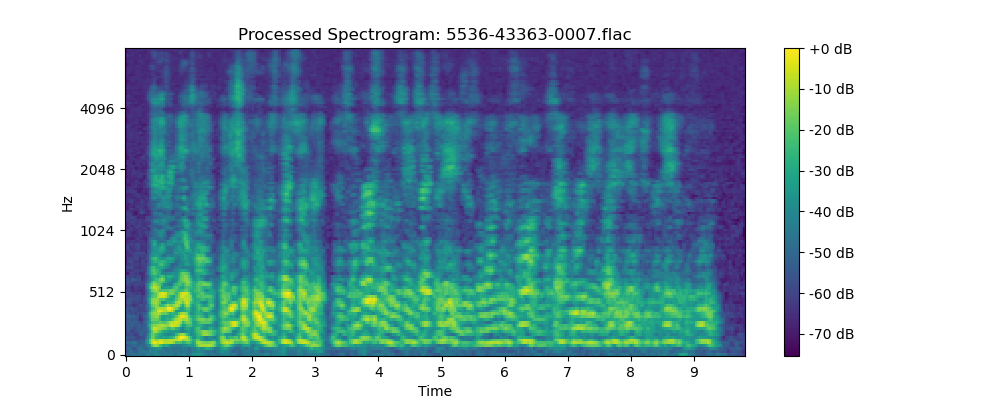 Processed Spectrogram: 5536-43363-0007.flac
Hz
4096
2048
1024
512
0
0 1 2 3 4 5 6 7 8 9
Time
+0 dB
-10 dB
-20 dB
-30 dB
-40 dB
-50 dB
-60 dB
-70 dB